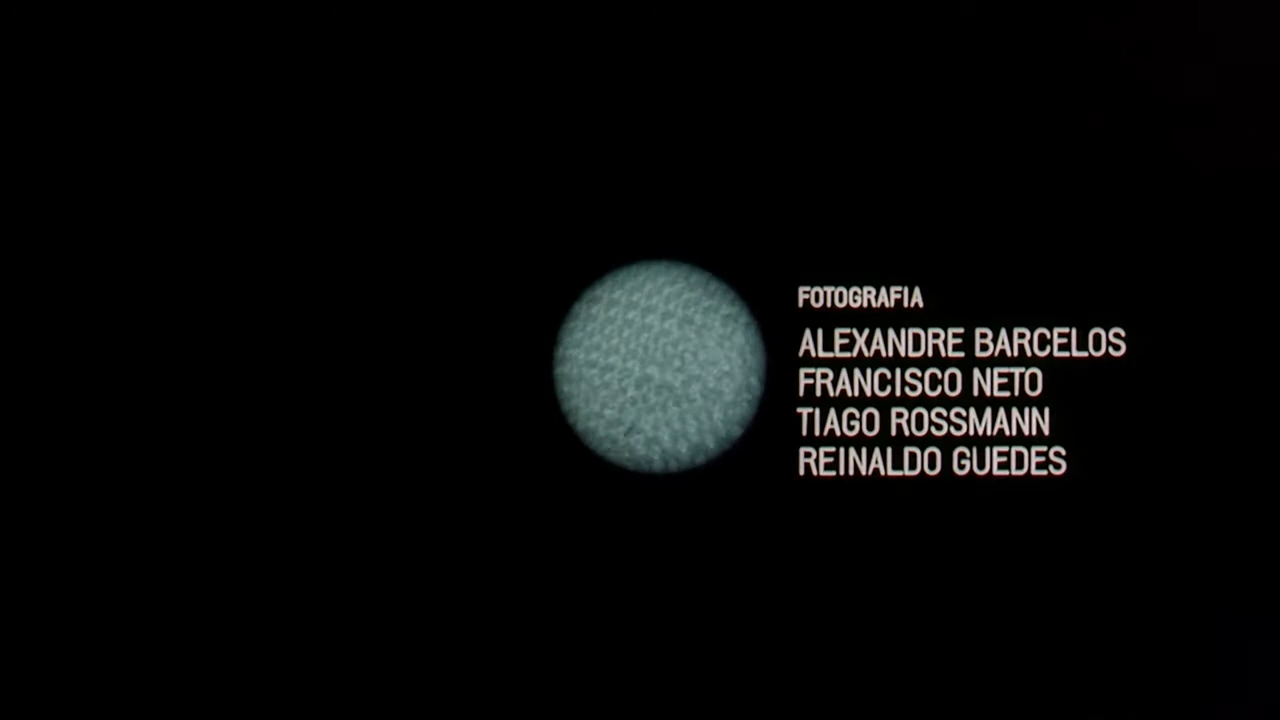 FOTOGRAFIA
ALEXANDRE BARCELOS
FRANCISCO NETO
TIAGO ROSSMANN
REINALDO GUEDES